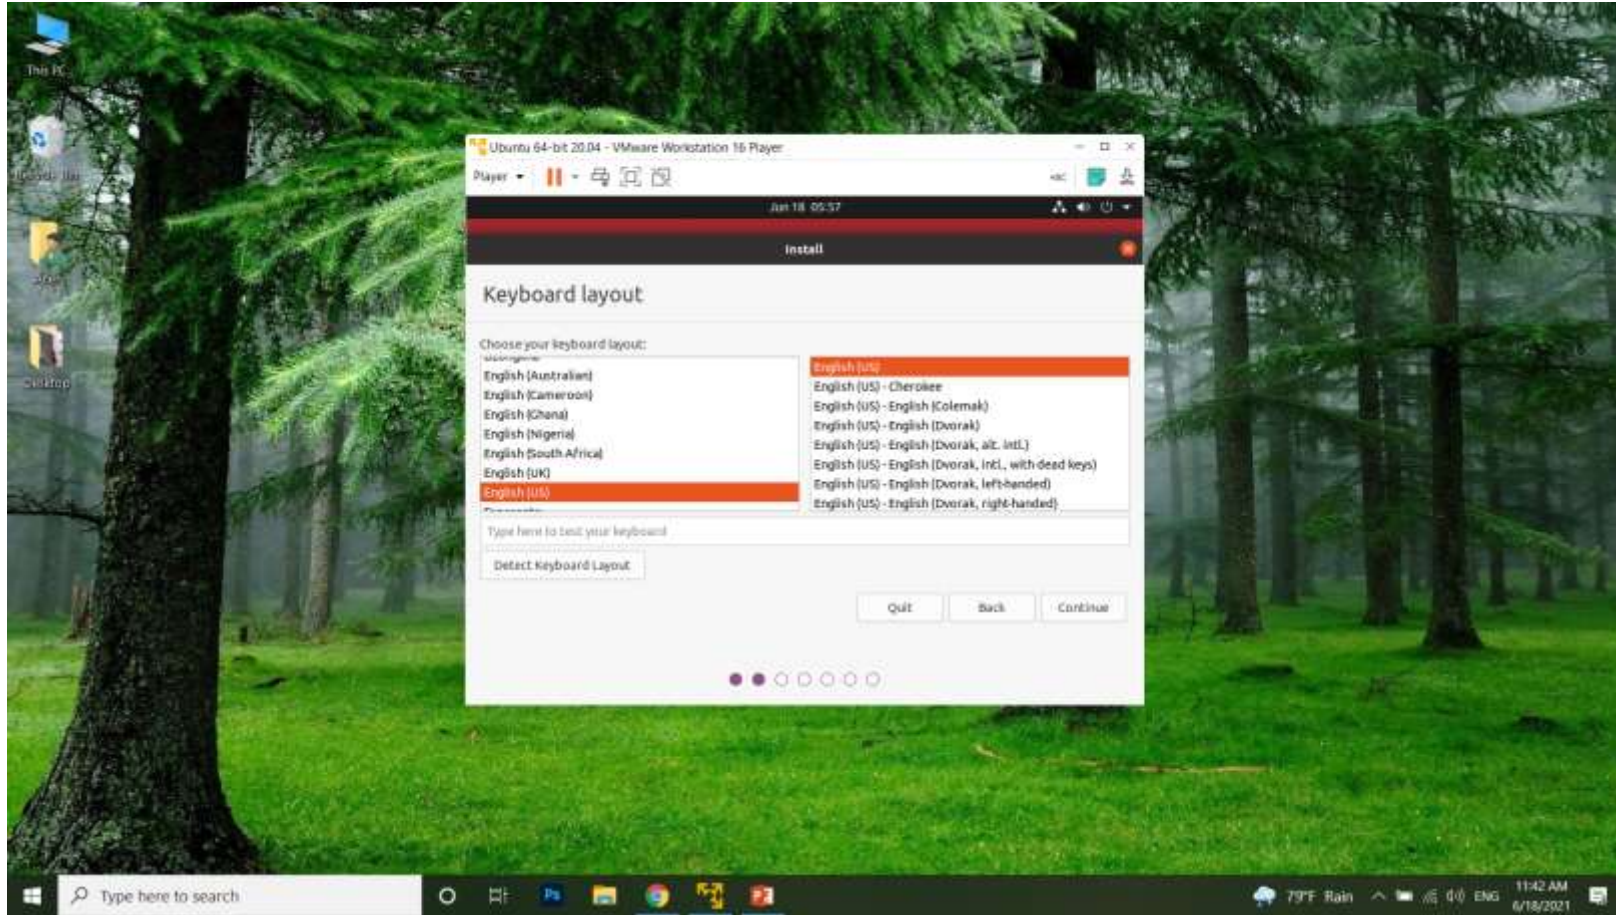 This PC
Desktop
Ubuntu 64-bit 20.04 - VMware Workstation 16 Player
Player
Jun 18 05:57
Install
Keyboard layout
Choose your keyboard layout:
English (Australian)
English (Cameroon)
English (Ghana)
English (Nigeria)
English (South Africa)
English (UK)
English (US)
English (US)
English (US) - Cherokee
English (US) - English (Colemak)
English (US) - English (Dvorak)
English (US) - English (Dvorak, alt. intl.)
English (US) - English (Dvorak, intl., with dead keys)
English (US) - English (Dvorak, left-handed)
English (US) - English (Dvorak, right-handed)
Type here to test your keyboard
Detect Keyboard Layout
Quit
Back
Continue
Type here to search
Ps
79°F Rain
ENG
11:42 AM
6/18/2021